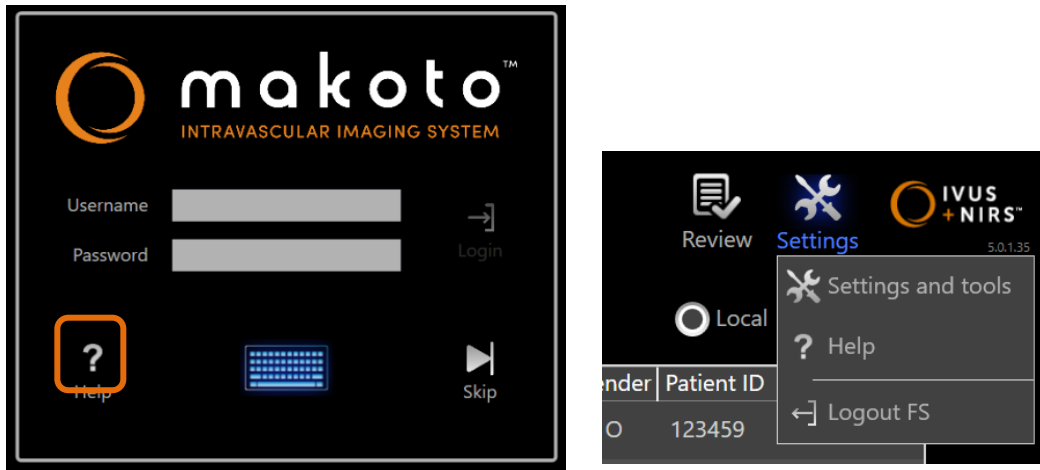 makoto™
INTRAVASCULAR IMAGING SYSTEM
Username
Login
Password
?
Help
Skip
Review
Settings
IVUS
+NIRS™
5.0.1.35
Settings and tools
Local
? Help
ender Patient ID
O 123459
Logout FS